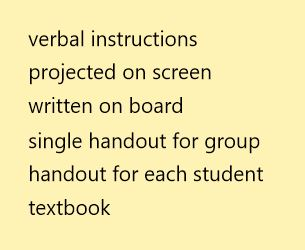 verbal instructions
projected on screen
written on board
single handout for group
handout for each student
textbook